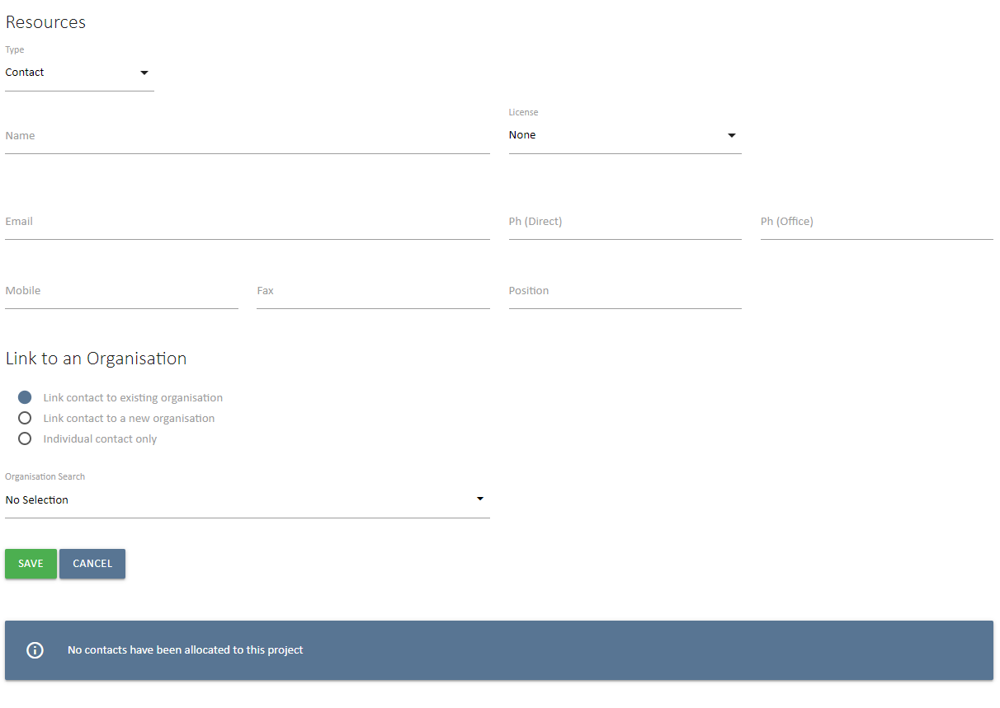 Resources
Type
Contact
License
Name
None
Email
Ph (Direct)
Ph (Office)
Mobile
Fax
Position
Link to an Organisation
Link contact to existing organisation
Link contact to a new organisation
Individual contact only
Organisation Search
No Selection
SAVE
CANCEL
No contacts have been allocated to this project